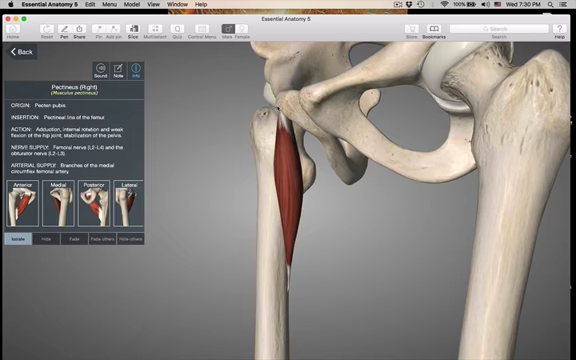 Essential Anatomy 5 Edit Model View Window Help
100% Wed 7:30 PM
Essential Anatomy 5
Home Reset Pen Share Pin Add pin Slice Multiselect Quiz Control Menu Male Female Store Bookmarks Search Help
Back
Sound Note Info
Pectineus (Right)
(Musculus pectineus)
ORIGIN: Pecten pubis.
INSERTION: Pectineal line of the femur.
ACTION: Adduction, internal rotation and weak
flexion of the hip joint; stabilization of the pelvis.
NERVE SUPPLY: Femoral nerve (L2-L4) and the
obturator nerve (L2-L3).
ARTERIAL SUPPLY: Branches of the medial
circumflex femoral artery.
Anterior Medial Posterior Lateral
Isolate Hide Fade Fade others Hide others